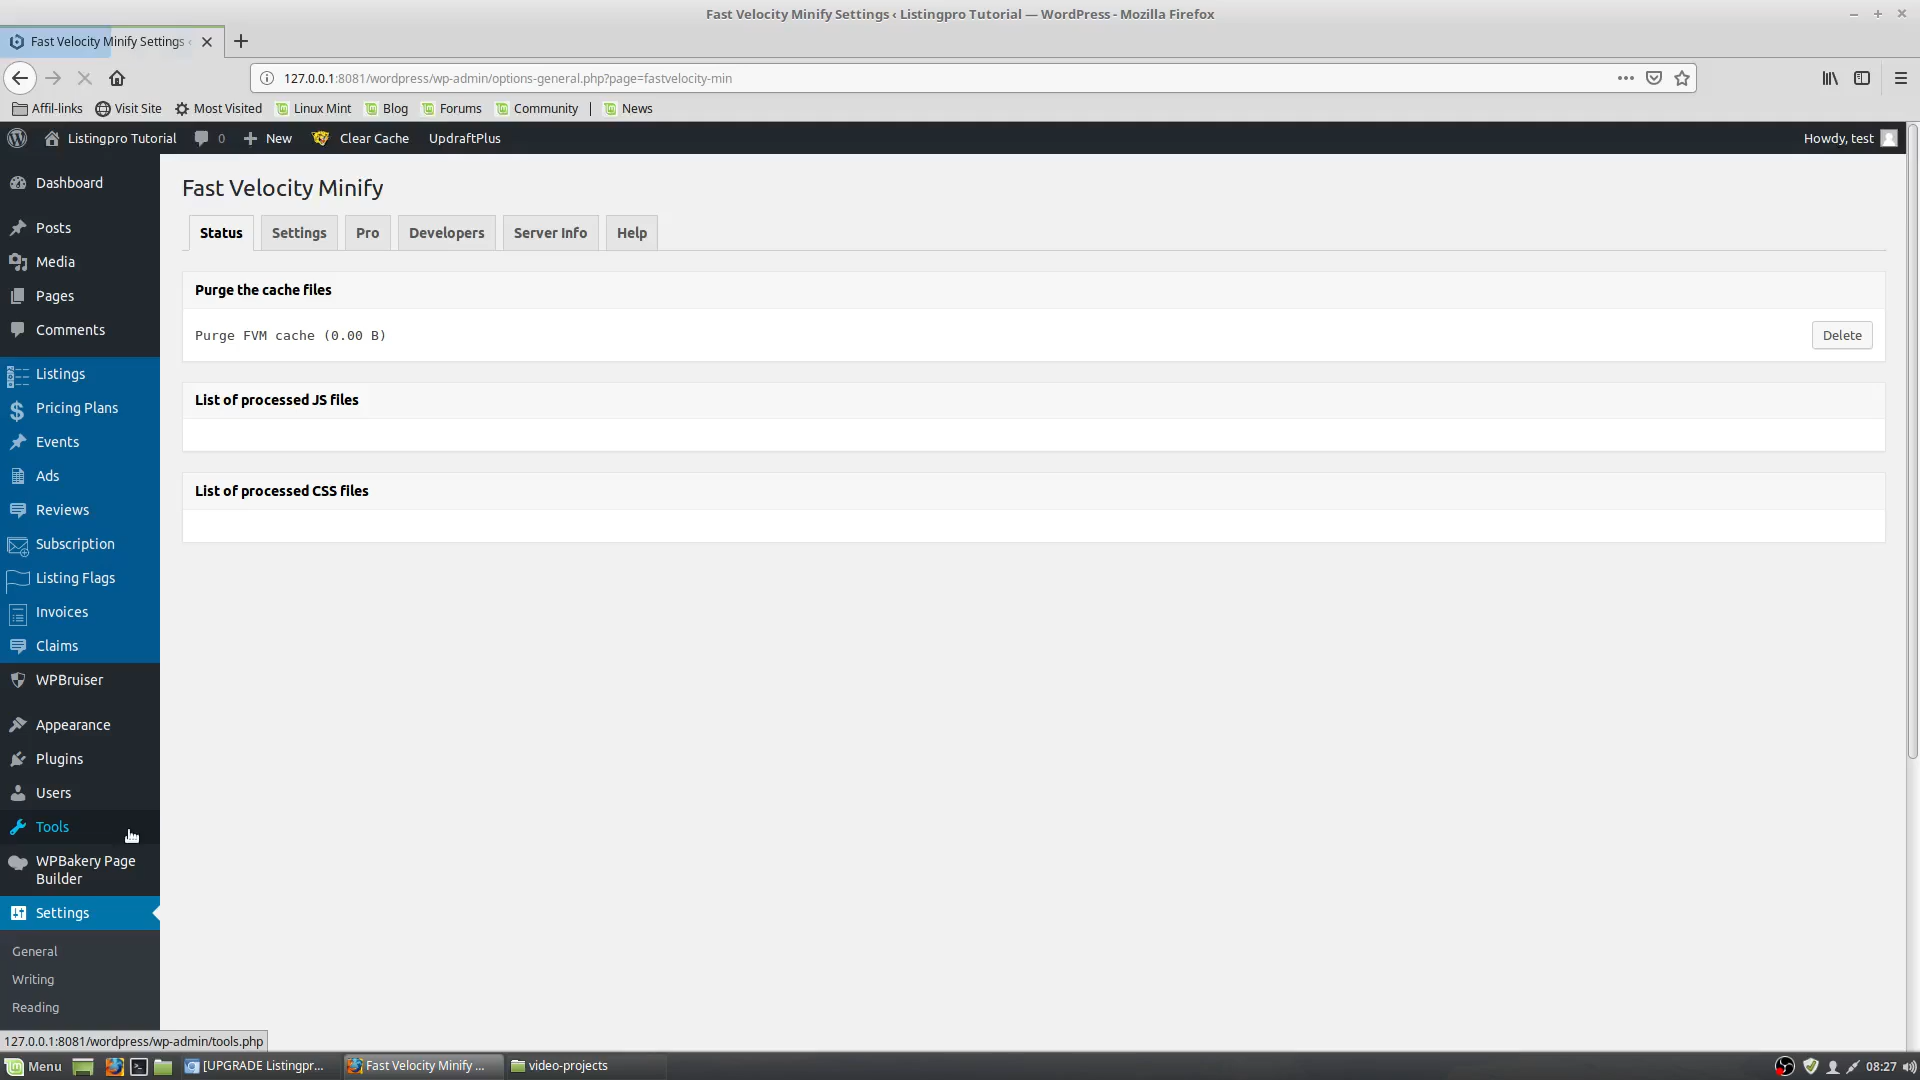 Fast Velocity Minify Settings ‹ Listingpro Tutorial — WordPress - Mozilla Firefox
Fast Velocity Minify Settings ‹
127.0.0.1:8081/wordpress/wp-admin/options-general.php?page=fastvelocity-min
Affil-links Visit Site Most Visited Linux Mint Blog Forums Community | News
Listingpro Tutorial 0 New Clear Cache UpdraftPlus Howdy, test
Dashboard
Posts
Media
Pages
Comments
Listings
Pricing Plans
Events
Ads
Reviews
Subscription
Listing Flags
Invoices
Claims
WPBruiser
Appearance
Plugins
Users
Tools
WPBakery Page
Builder
Settings
General
Writing
Reading
Fast Velocity Minify
Status Settings Pro Developers Server Info Help
Purge the cache files
Purge FVM cache (0.00 B) Delete
List of processed JS files
List of processed CSS files
127.0.0.1:8081/wordpress/wp-admin/tools.php
Menu [UPGRADE Listingpr... Fast Velocity Minify ... video-projects 08:27